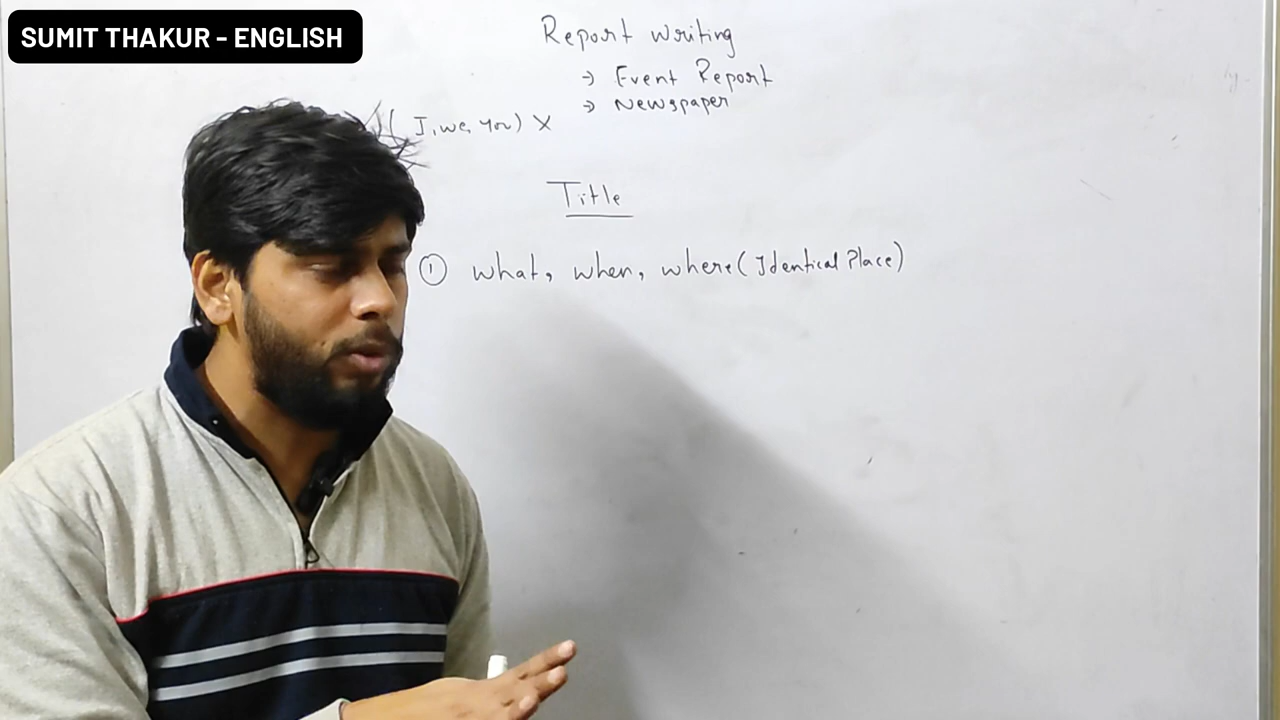 SUMIT THAKUR - ENGLISH
Report writing
→ Event Report
→ Newspaper
(I, we, you) X
Title
① what, when, where (Identical Place)